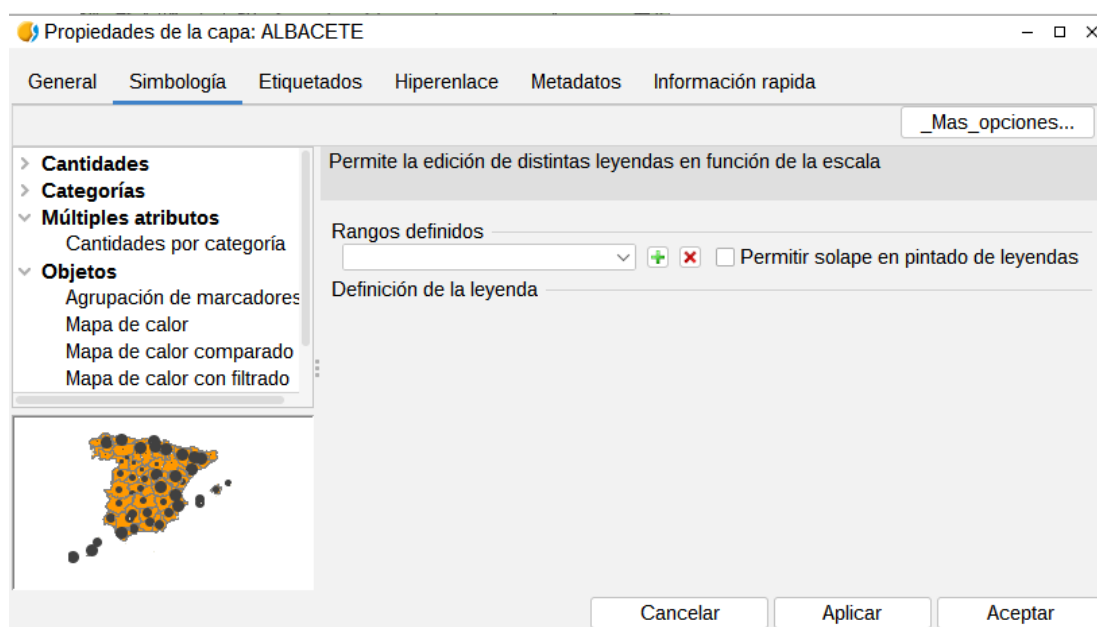 Propiedades de la capa: ALBACETE
General Simbología Etiquetados Hiperenlace Metadatos Información rapida
_Mas_opciones...
Cantidades
Categorías
Múltiples atributos
Cantidades por categoría
Objetos
Agrupación de marcadores
Mapa de calor
Mapa de calor comparado
Mapa de calor con filtrado
Permite la edición de distintas leyendas en función de la escala
Rangos definidos
Permitir solape en pintado de leyendas
Definición de la leyenda
Cancelar Aplicar Aceptar